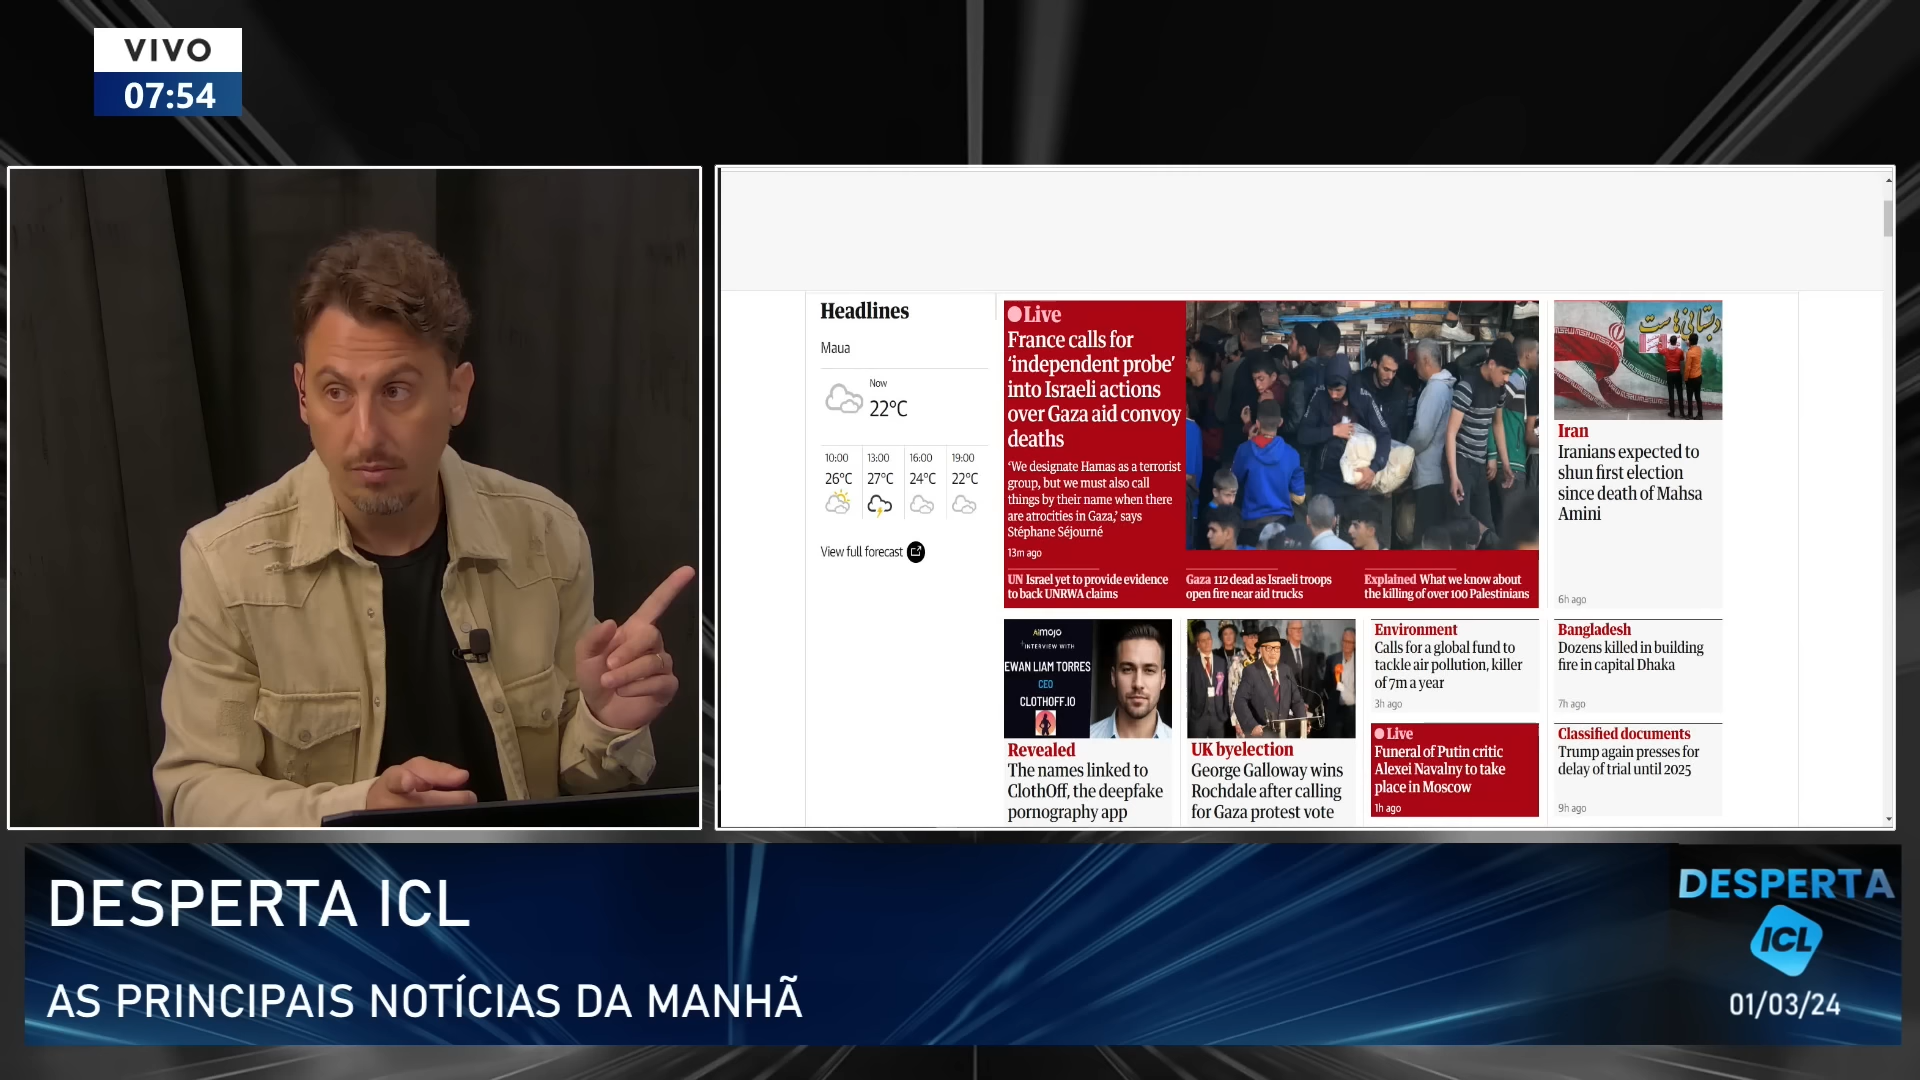 VIVO
07:54
Headlines
Maua
Now
22°C
10:00
13:00
16:00
19:00
26°C
27°C
24°C
22°C
View full forecast
Live
France calls for
‘independent probe’
into Israeli actions
over Gaza aid convoy
deaths
‘We designate Hamas as a terrorist
group, but we must also call
things by their name when there
are atrocities in Gaza,’ says
Stéphane Séjourné
13m ago
UN Israel yet to provide evidence
to back UNRWA claims
Gaza 112 dead as Israeli troops
open fire near aid trucks
Explained What we know about
the killing of over 100 Palestinians
Iran
Iranians expected to
shun first election
since death of Mahsa
Amini
6h ago
AIMOJO
INTERVIEW WITH
EWAN LIAM TORRES
CEO
CLOTHOFF.IO
Revealed
The names linked to
ClothOff, the deepfake
pornography app
UK byelection
George Galloway wins
Rochdale after calling
for Gaza protest vote
Environment
Calls for a global fund to
tackle air pollution, killer
of 7m a year
3h ago
Live
Funeral of Putin critic
Alexei Navalny to take
place in Moscow
1h ago
Bangladesh
Dozens killed in building
fire in capital Dhaka
7h ago
Classified documents
Trump again presses for
delay of trial until 2025
9h ago
DESPERTA ICL
AS PRINCIPAIS NOTÍCIAS DA MANHÃ
DESPERTA
ICL
01/03/24